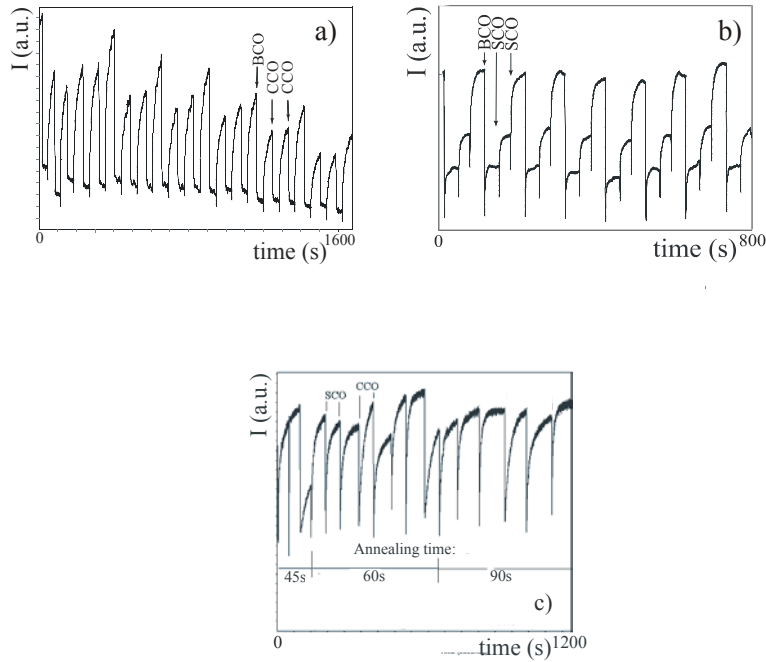 a)
I (a.u.)
BCO
CCO
CCO
0
1600
time (s)
b)
I (a.u.)
BCO
SCO
SCO
0
800
time (s)
I (a.u.)
SCO
CCO
Annealing time:
45s
60s
90s
c)
0
1200
time (s)